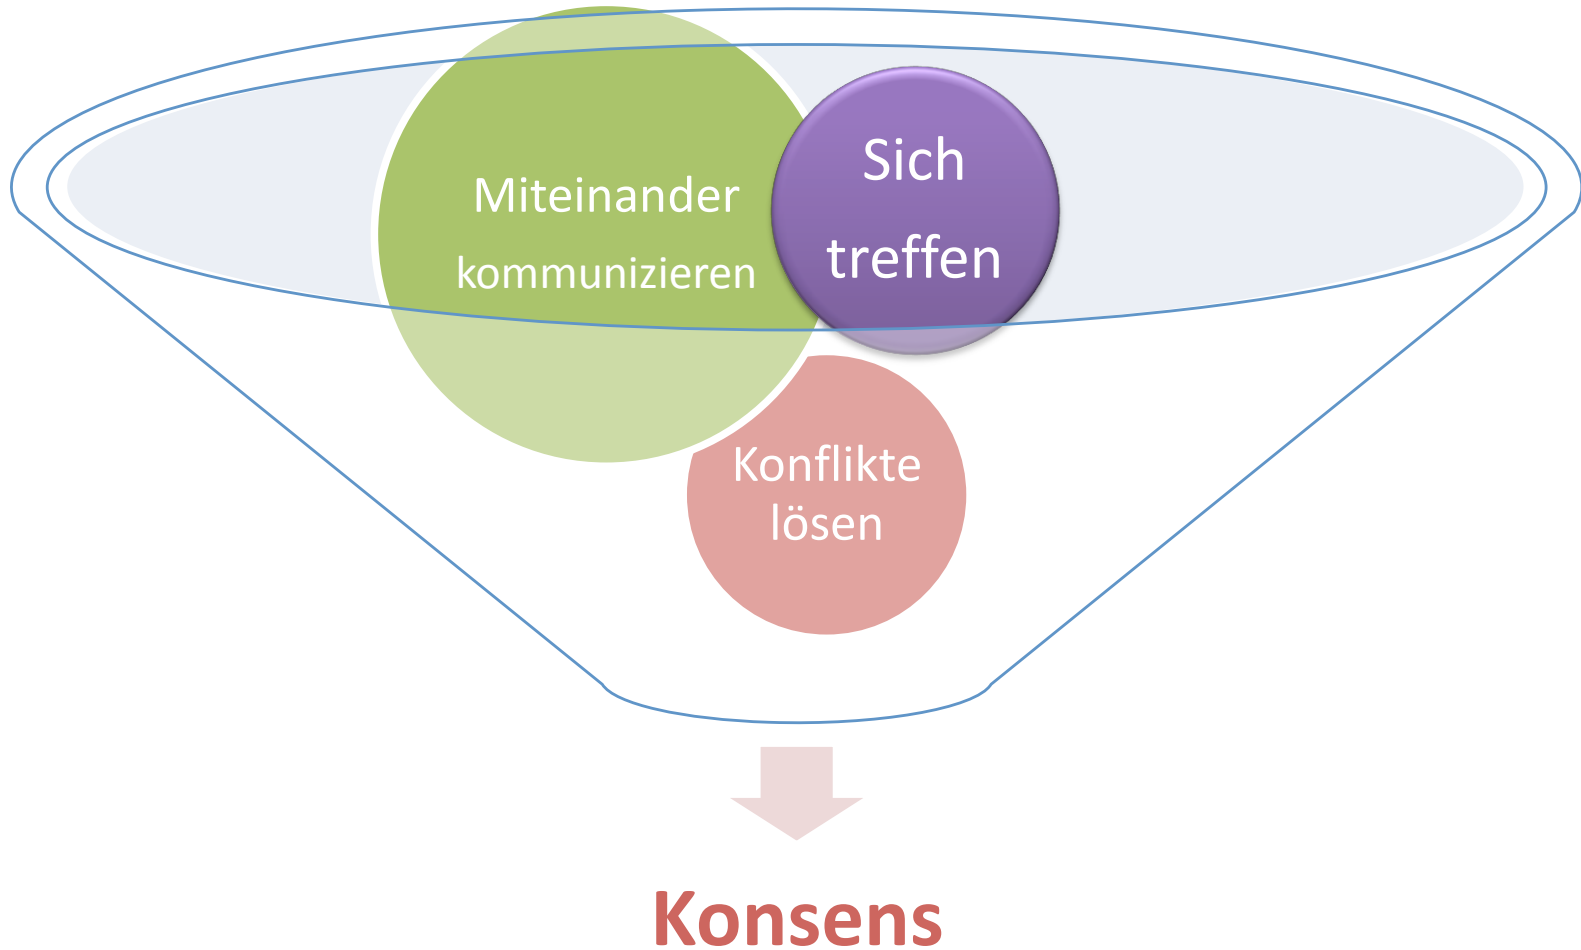 Miteinander
kommunizieren
Sich
treffen
Konflikte
lösen
Konsens